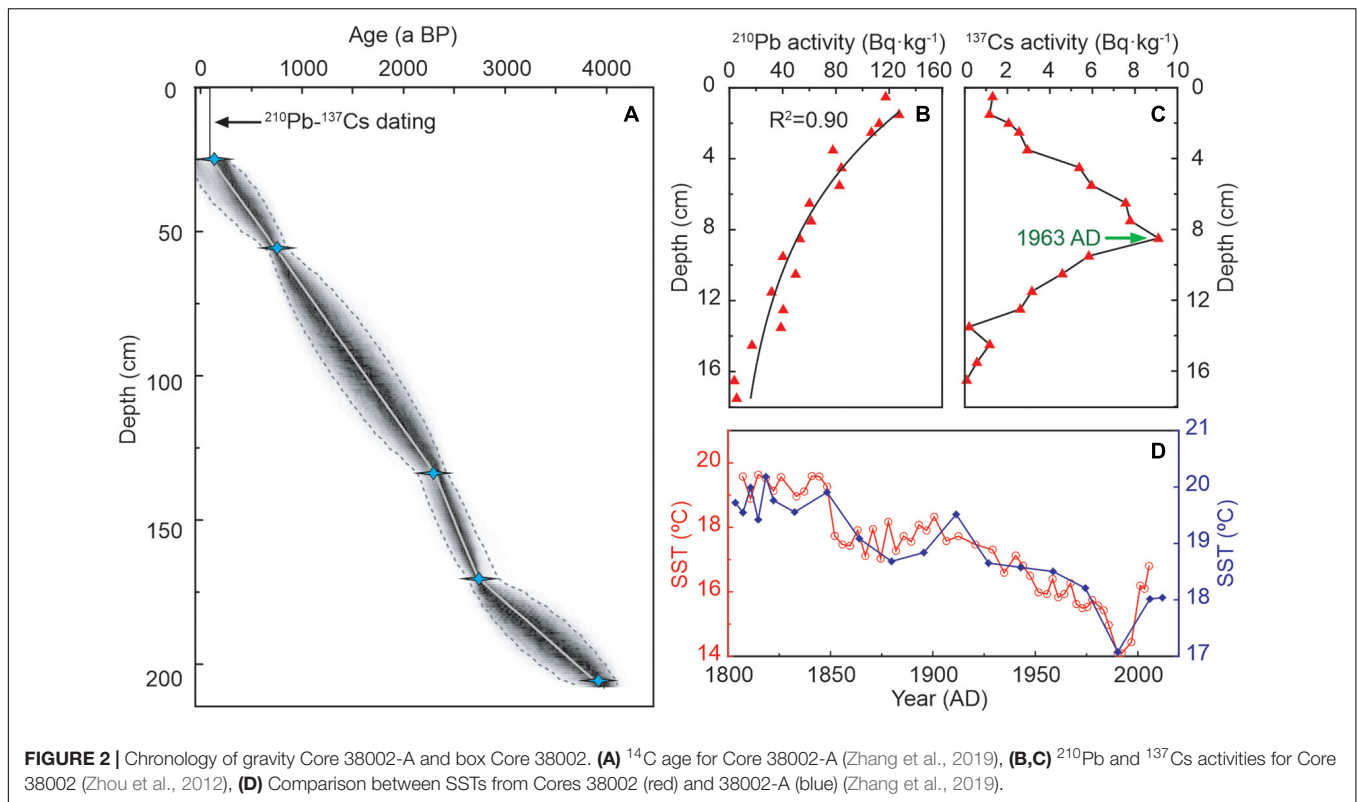 Age (a BP)
0 1000 2000 3000 4000
0
50
100
150
200
Depth (cm)
A
²¹⁰Pb-¹³⁷Cs dating
²¹⁰Pb activity (Bq·kg⁻¹)
0 40 80 120 160
0
4
8
12
16
Depth (cm)
R²=0.90
B
¹³⁷Cs activity (Bq·kg⁻¹)
0 2 4 6 8 10
C
1963 AD
0
4
8
12
16
Depth (cm)
D
20
18
16
14
SST (ºC)
21
20
19
18
17
SST (ºC)
1800 1850 1900 1950 2000
Year (AD)
FIGURE 2 | Chronology of gravity Core 38002-A and box Core 38002. (A) ¹⁴C age for Core 38002-A (Zhang et al., 2019), (B,C) ²¹⁰Pb and ¹³⁷Cs activities for Core
38002 (Zhou et al., 2012), (D) Comparison between SSTs from Cores 38002 (red) and 38002-A (blue) (Zhang et al., 2019).